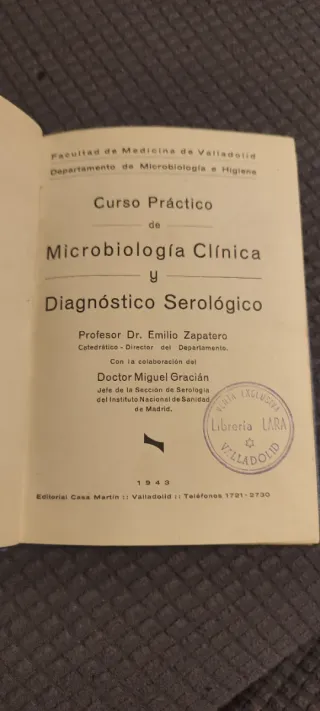 Facultad de Medicina de Valladolid
Departamento de Microbiología e Higiene
Curso Práctico
de
Microbiología Clínica
y
Diagnóstico Serológico
Profesor Dr. Emilio Zapatero
Catedrático - Director del Departamento.
Con la colaboración del
Doctor Miguel Gracián
Jefe de la Sección de Serología
del Instituto Nacional de Sanidad
de Madrid.
VENTA EXCLUSIVA
Librería LARA
VALLADOLID
1943
Editorial Casa Martín :: Valladolid :: Teléfonos 1721-2730